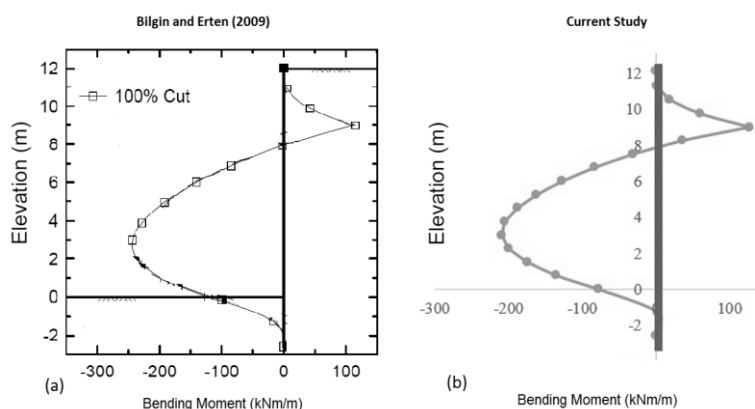 Bilgin and Erten (2009)
Current Study
12
10
8
6
4
2
0
-2
Elevation (m)
100% Cut
-300 -200 -100 0 100
(a)
Bending Moment (kNm/m)
12
10
8
6
4
2
0
-2
Elevation (m)
-300 -200 -100 0 100
(b)
Bending Moment (kNm/m)